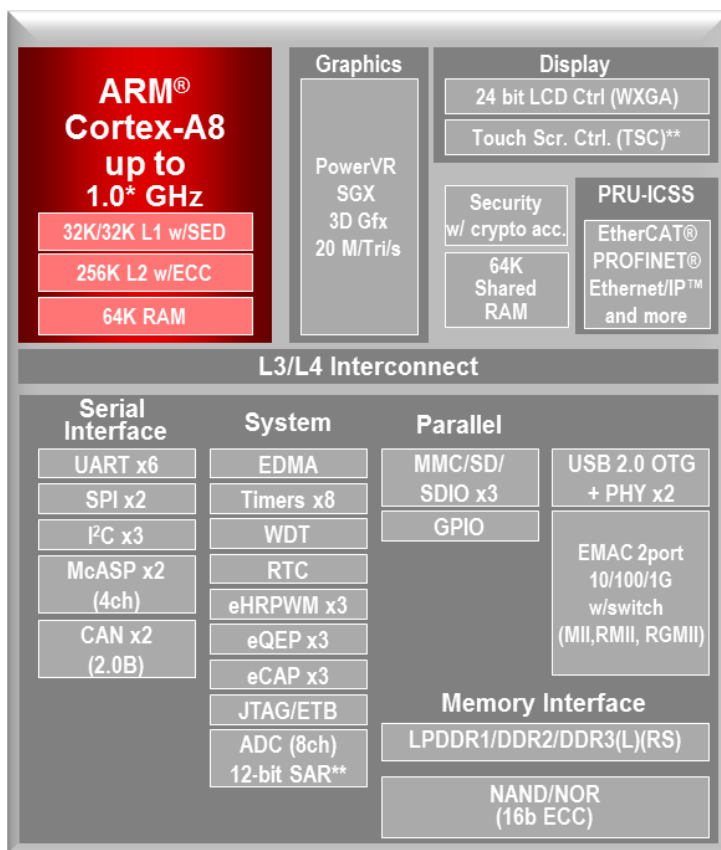 ARM®
Cortex-A8
up to
1.0* GHz
32K/32K L1 w/SED
256K L2 w/ECC
64K RAM
Graphics
PowerVR
SGX
3D Gfx
20 M/Tri/s
Display
24 bit LCD Ctrl (WXGA)
Touch Scr. Ctrl. (TSC)**
Security
w/ crypto acc.
64K
Shared
RAM
PRU-ICSS
EtherCAT®
PROFINET®
Ethernet/IP™
and more
L3/L4 Interconnect
Serial
Interface
UART x6
SPI x2
I²C x3
McASP x2
(4ch)
CAN x2
(2.0B)
System
EDMA
Timers x8
WDT
RTC
eHRPWM x3
eQEP x3
eCAP x3
JTAG/ETB
ADC (8ch)
12-bit SAR**
Parallel
MMC/SD/
SDIO x3
GPIO
USB 2.0 OTG
+ PHY x2
EMAC 2port
10/100/1G
w/switch
(MII,RMII, RGMII)
Memory Interface
LPDDR1/DDR2/DDR3(L)(RS)
NAND/NOR
(16b ECC)